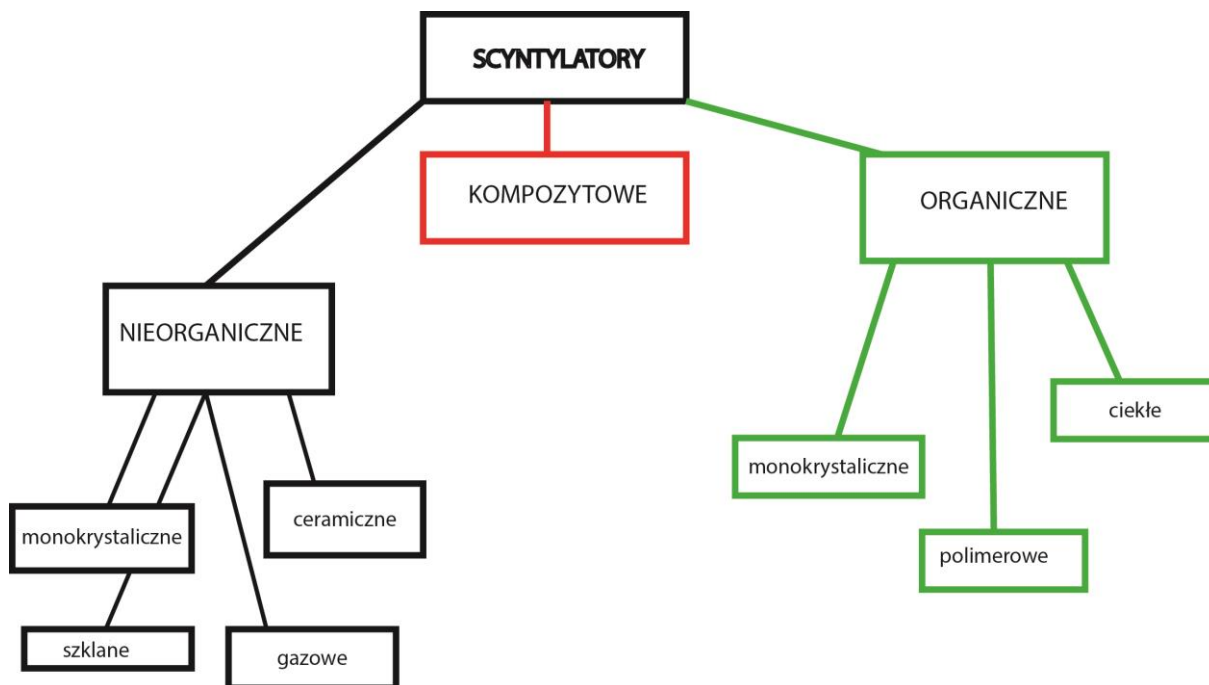 SCYNTYLATORY
KOMPOZYTOWE
ORGANICZNE
NIEORGANICZNE
ciekłe
monokrystaliczne
ceramiczne
monokrystaliczne
polimerowe
szklane
gazowe